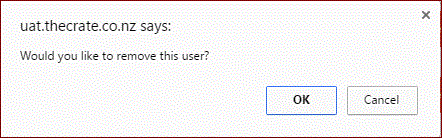 uat.thecrate.co.nz says:
Would you like to remove this user?
OK
Cancel